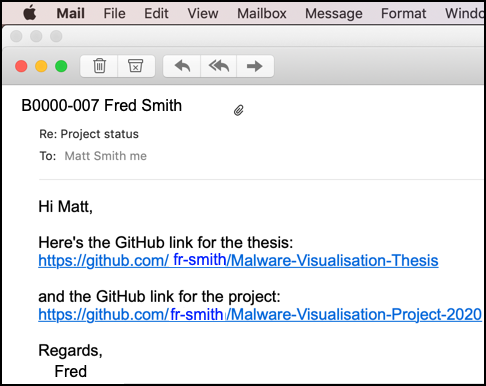 Mail File Edit View Mailbox Message Format Windo
B0000-007 Fred Smith
Re: Project status
To: Matt Smith me
Hi Matt,
Here's the GitHub link for the thesis:
https://github.com/ fr-smith/Malware-Visualisation-Thesis
and the GitHub link for the project:
https://github.com/fr-smith/Malware-Visualisation-Project-2020
Regards,
Fred